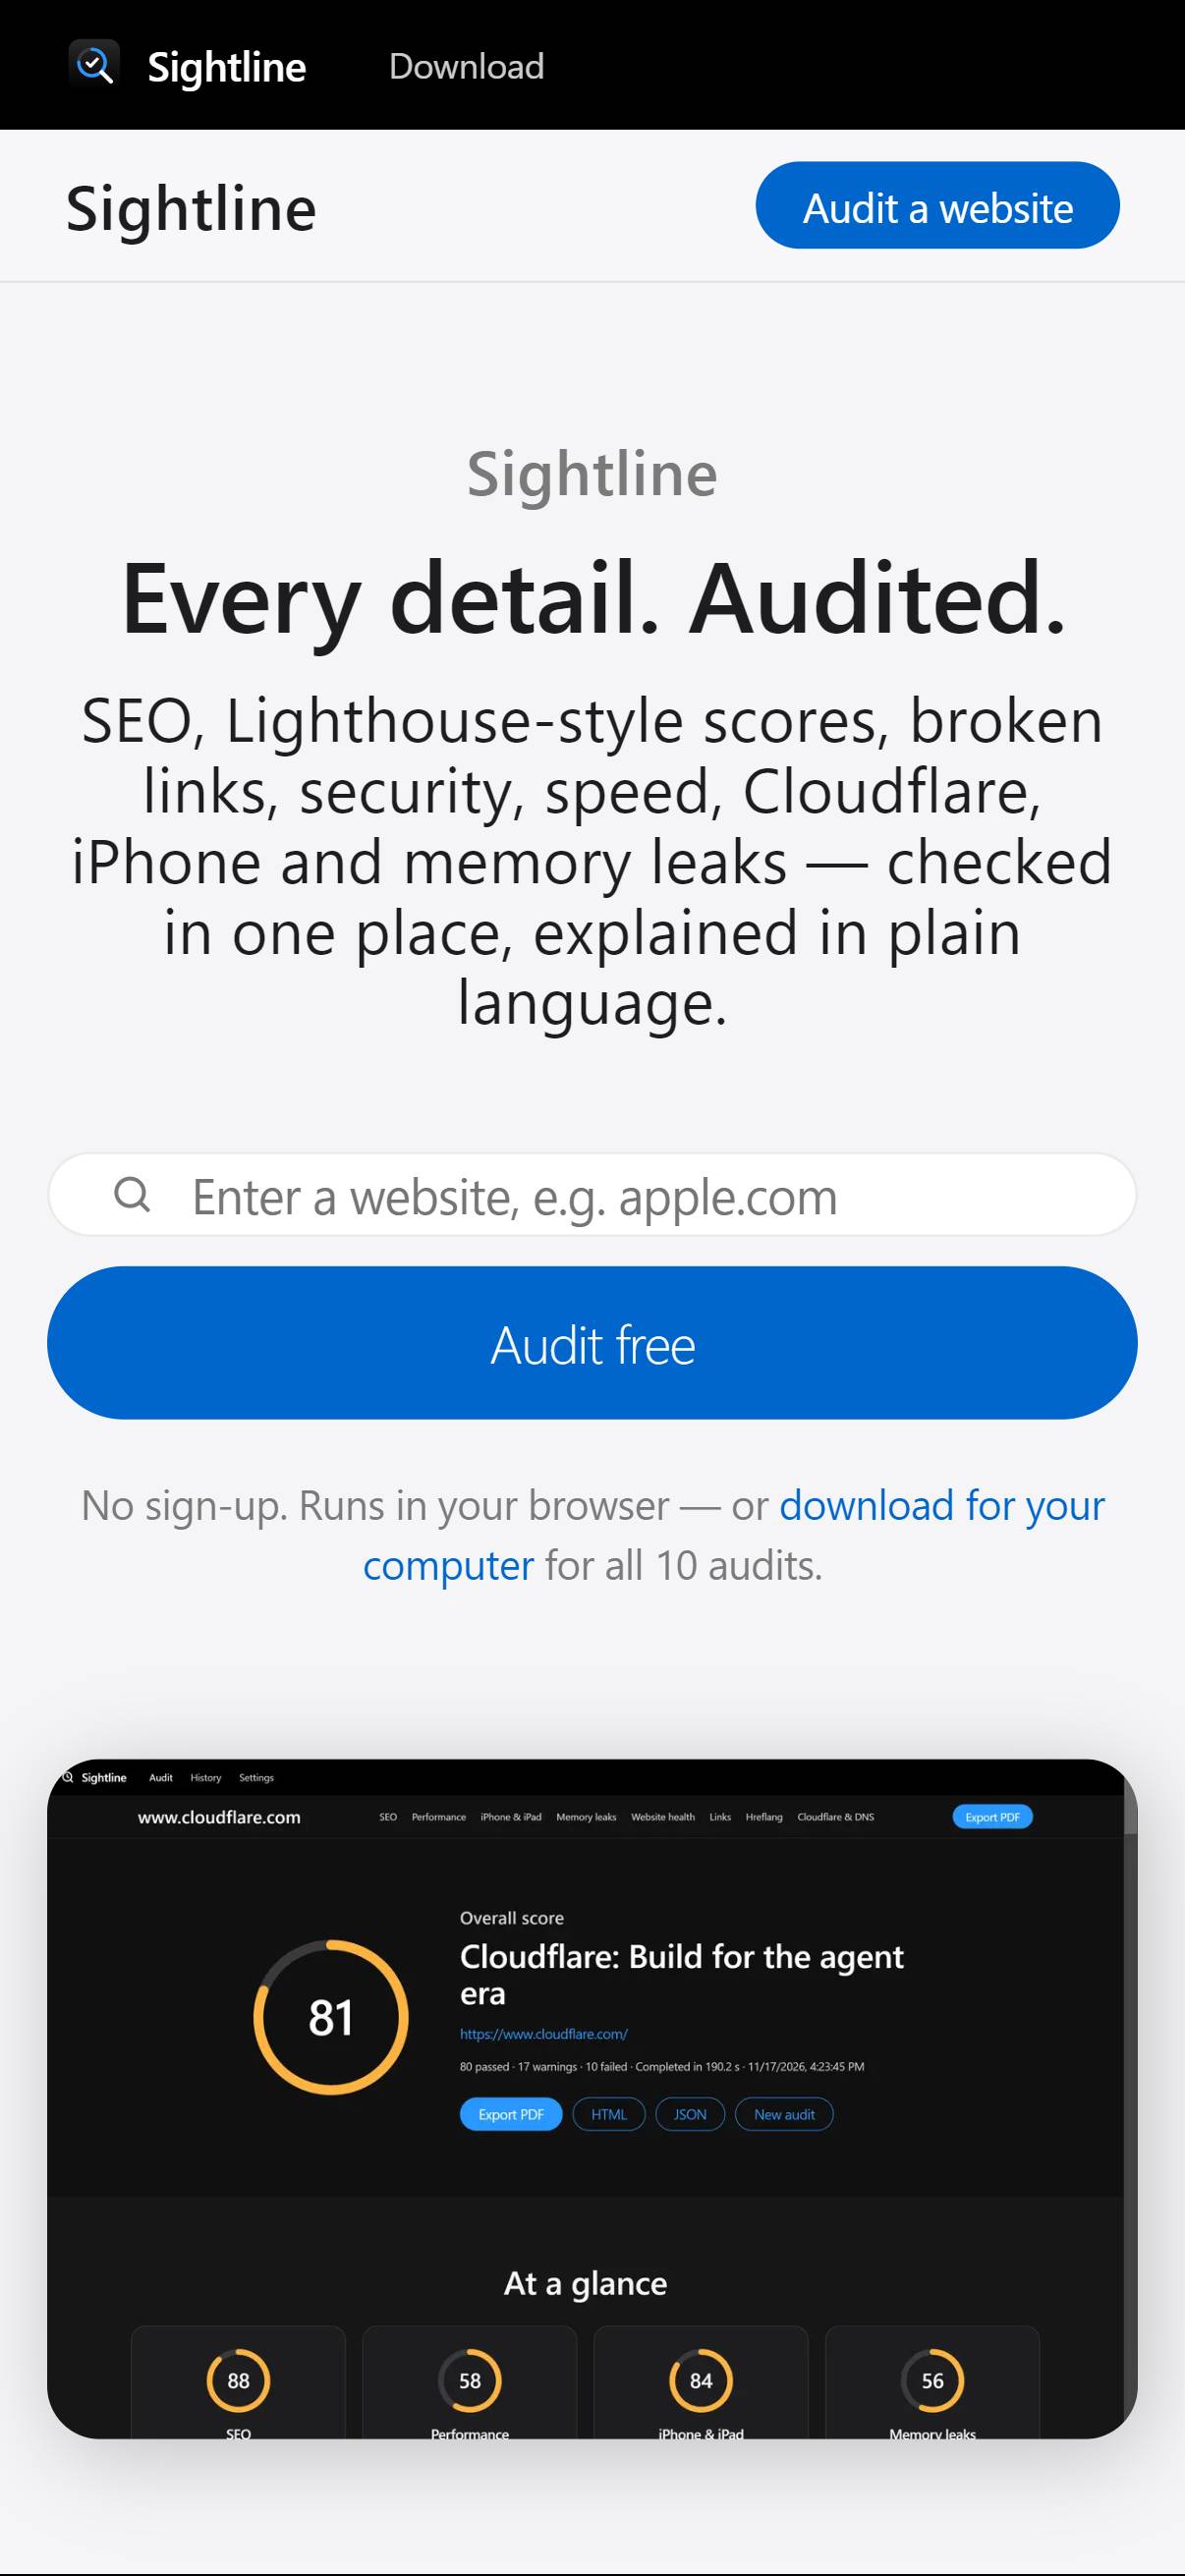 Sightline Download
Sightline Audit a website
Sightline
Every detail. Audited.
SEO, Lighthouse-style scores, broken
links, security, speed, Cloudflare,
iPhone and memory leaks — checked
in one place, explained in plain
language.
Enter a website, e.g. apple.com
Audit free
No sign-up. Runs in your browser — or download for your
computer for all 10 audits.
Sightline Audit History Settings
www.cloudflare.com SEO Performance iPhone & iPad Memory leaks Website health Links Hreflang Cloudflare & DNS Export PDF
Overall score
Cloudflare: Build for the agent
era
81
https://www.cloudflare.com/
80 passed · 17 warnings · 10 failed · Completed in 190.2 s · 11/17/2026, 4:23:45 PM
Export PDF HTML JSON New audit
At a glance
88 58 84 56
SEO Performance iPhone & iPad Memory leaks